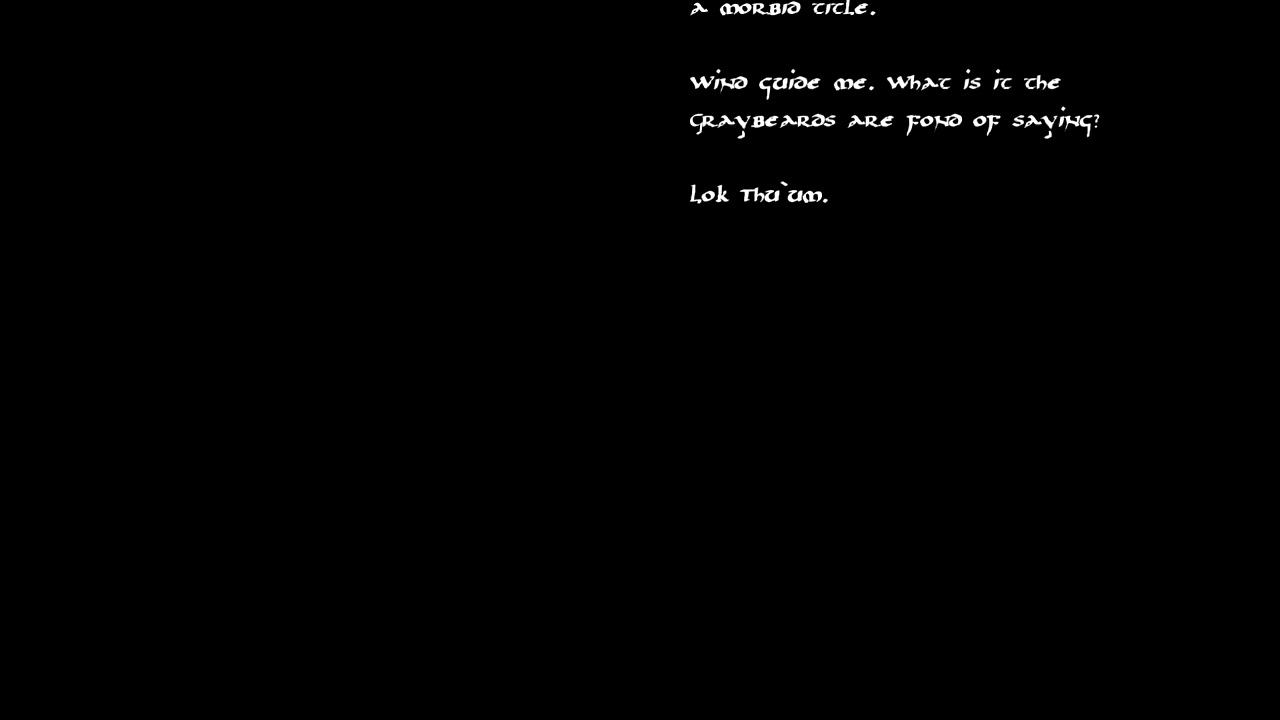 a morbid title.
Wind guide me. What is it the
Graybeards are fond of saying?
Lok Thu`um.